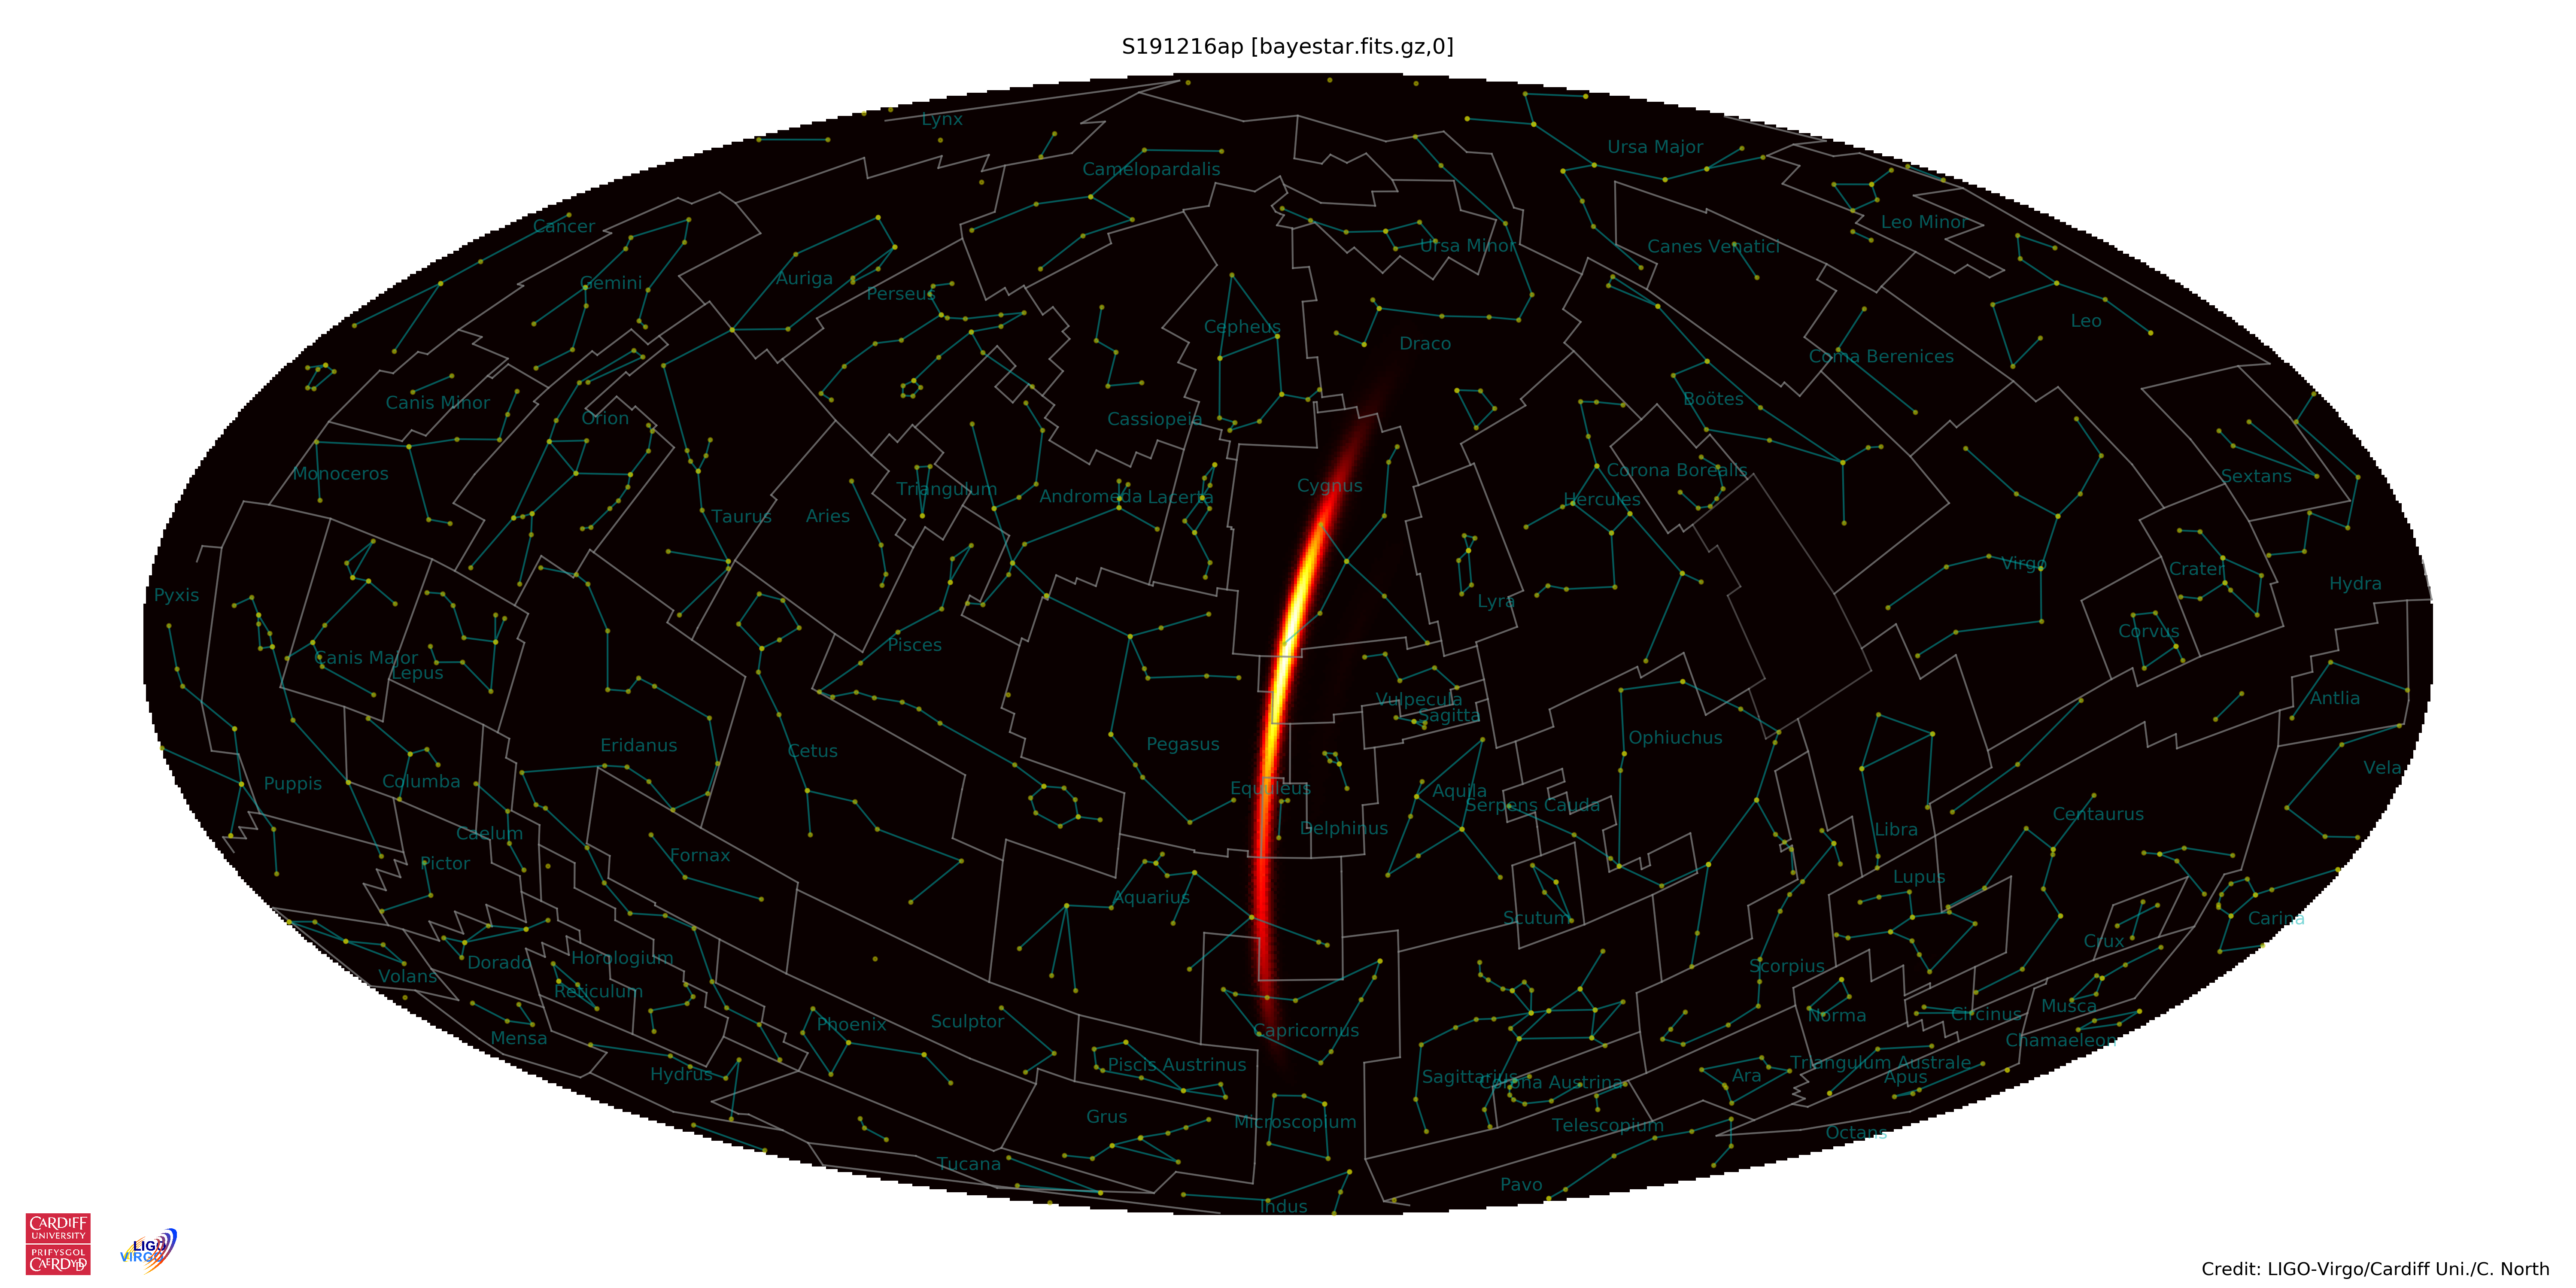 S191216ap [bayestar.fits.gz,0]
Lynx
Ursa Major
Camelopardalis
Cancer
Leo Minor
Ursa Minor
Canes Venatici
Gemini
Auriga
Perseus
Leo
Cepheus
Draco
Coma Berenices
Canis Minor
Orion
Cassiopeia
Boötes
Monoceros
Triangulum
Andromeda
Lacerta
Cygnus
Corona Borealis
Hercules
Sextans
Taurus
Aries
Virgo
Crater
Hydra
Pyxis
Lyra
Corvus
Canis Major
Lepus
Pisces
Vulpecula
Sagitta
Antlia
Eridanus
Cetus
Pegasus
Ophiuchus
Vela
Puppis
Columba
Equuleus
Aquila
Serpens Cauda
Centaurus
Caelum
Delphinus
Libra
Pictor
Fornax
Aquarius
Scutum
Lupus
Carina
Crux
Volans
Dorado
Horologium
Scorpius
Reticulum
Mensa
Phoenix
Sculptor
Capricornus
Norma
Circinus
Musca
Chamaeleon
Hydrus
Piscis Austrinus
Sagittarius
Corona Austrina
Ara
Triangulum Australe
Apus
Grus
Microscopium
Telescopium
Octans
Tucana
Pavo
Indus
CARDIFF
UNIVERSITY
PRIFYSGOL
CAERDYDD
LIGO
VIRGO
Credit: LIGO-Virgo/Cardiff Uni./C. North